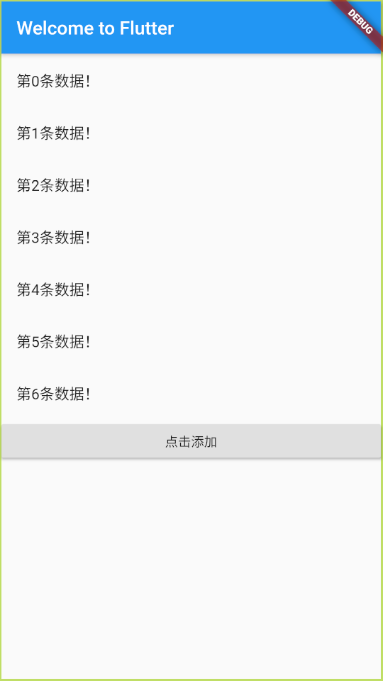 Welcome to Flutter
DEBUG
第0条数据！
第1条数据！
第2条数据！
第3条数据！
第4条数据！
第5条数据！
第6条数据！
点击添加